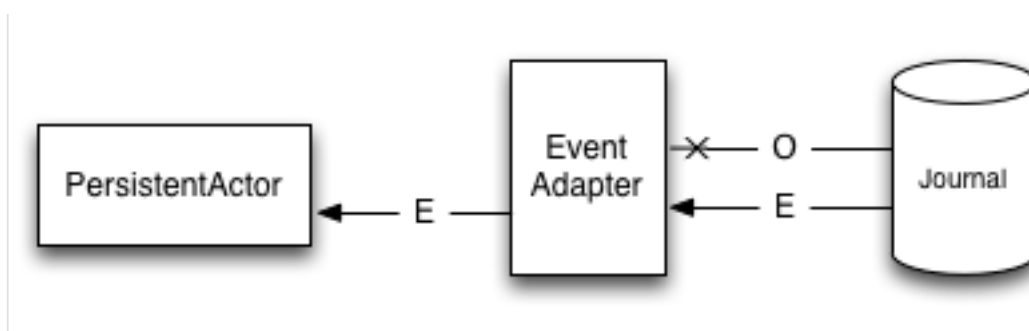 PersistentActor
E
Event
Adapter
O
E
Journal